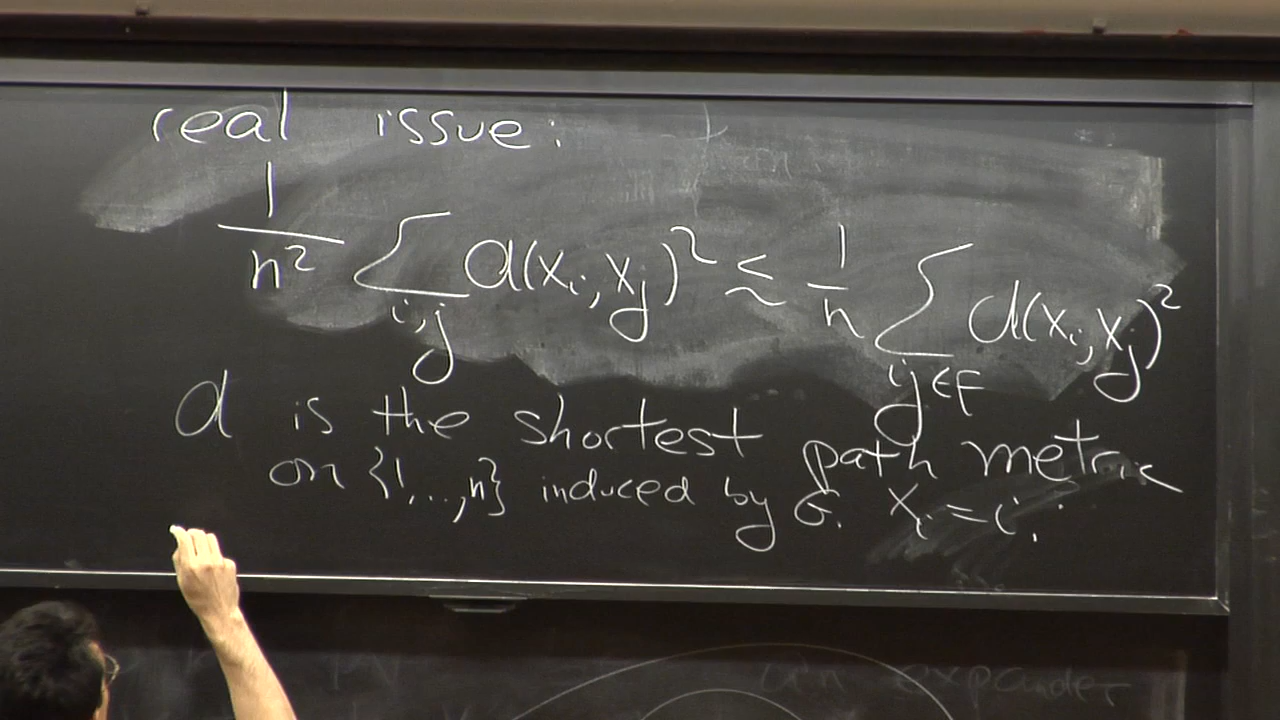 real issue:
1/n² ∑_{i,j} d(x_i, x_j)² ≲ 1/n ∑_{ij∈F} d(x_i, x_j)²
d is the shortest path metric
on {1,..,n} induced by G. x_i = i.
an expander